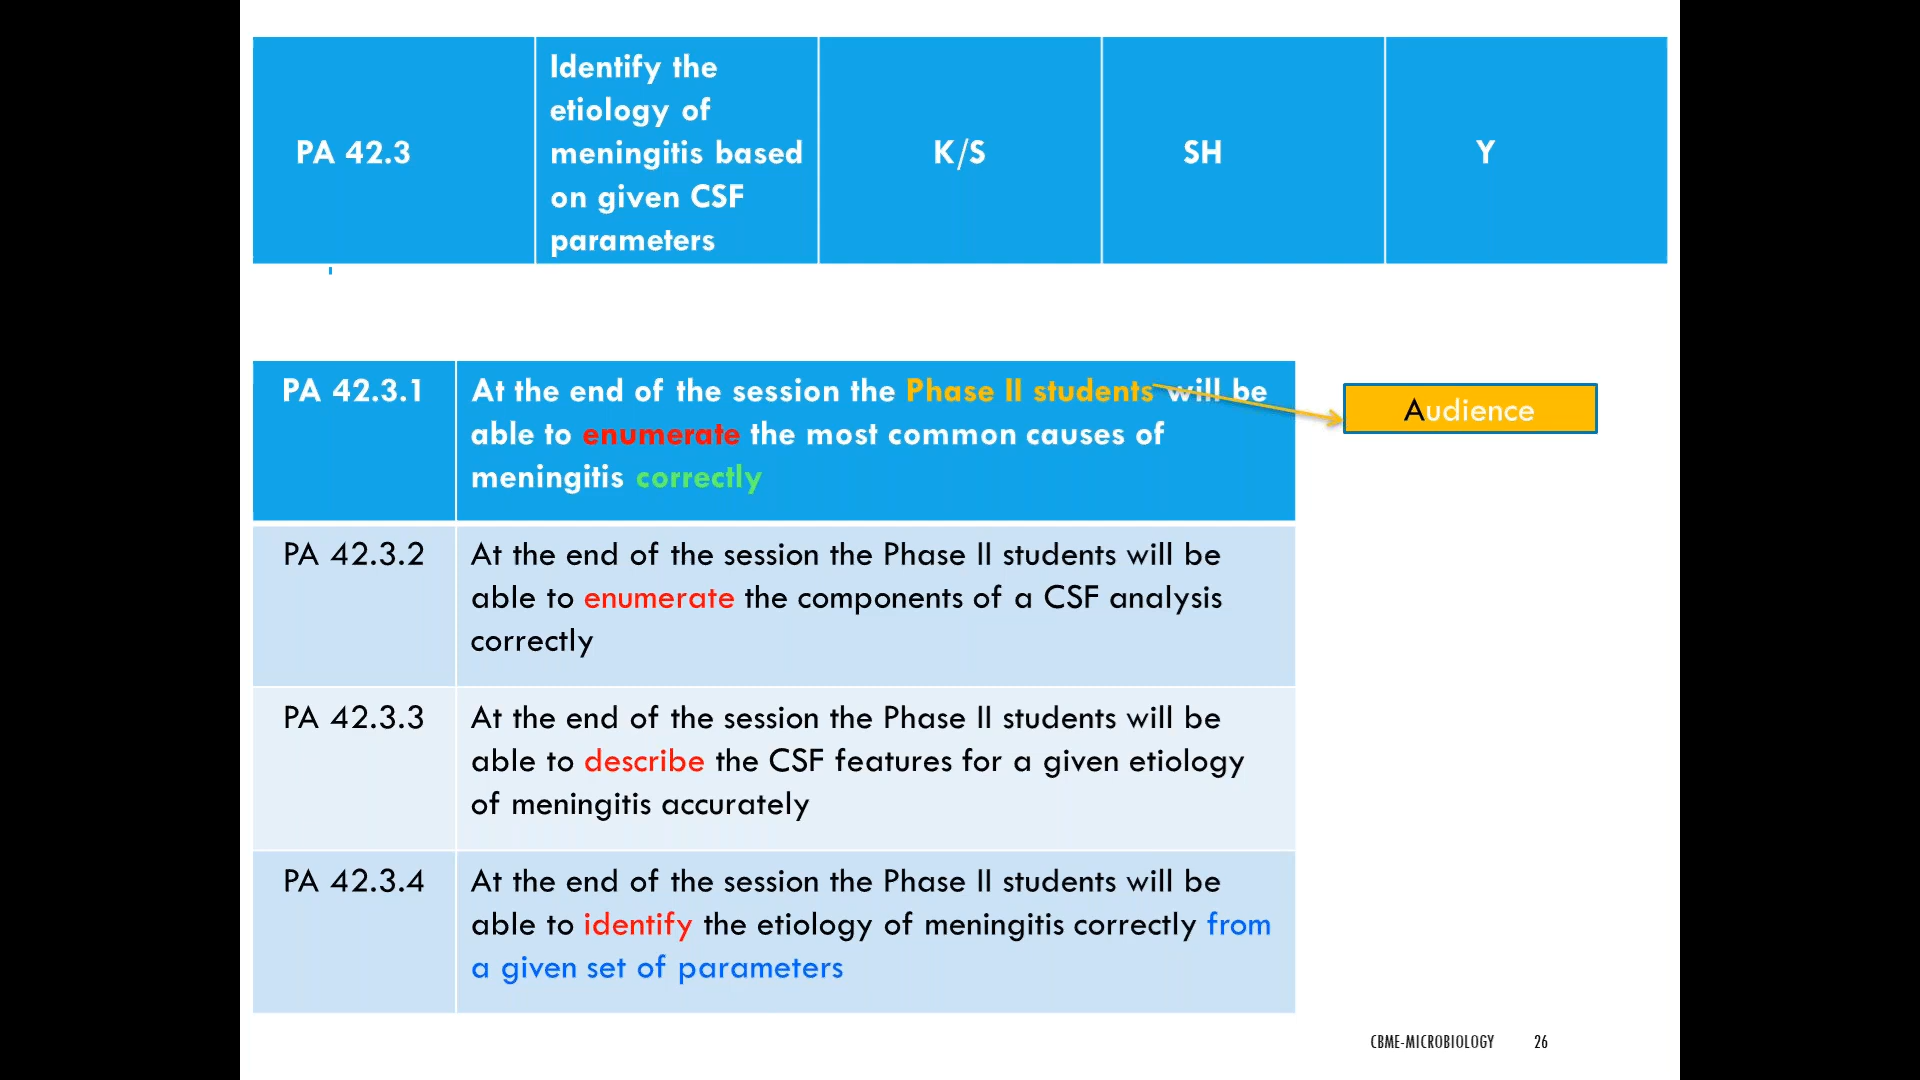 PA 42.3
Identify the
etiology of
meningitis based
on given CSF
parameters
K/S
SH
Y
PA 42.3.1
At the end of the session the Phase II students will be
able to enumerate the most common causes of
meningitis correctly
Audience
PA 42.3.2
At the end of the session the Phase II students will be
able to enumerate the components of a CSF analysis
correctly
PA 42.3.3
At the end of the session the Phase II students will be
able to describe the CSF features for a given etiology
of meningitis accurately
PA 42.3.4
At the end of the session the Phase II students will be
able to identify the etiology of meningitis correctly from
a given set of parameters
CBME-MICROBIOLOGY
26